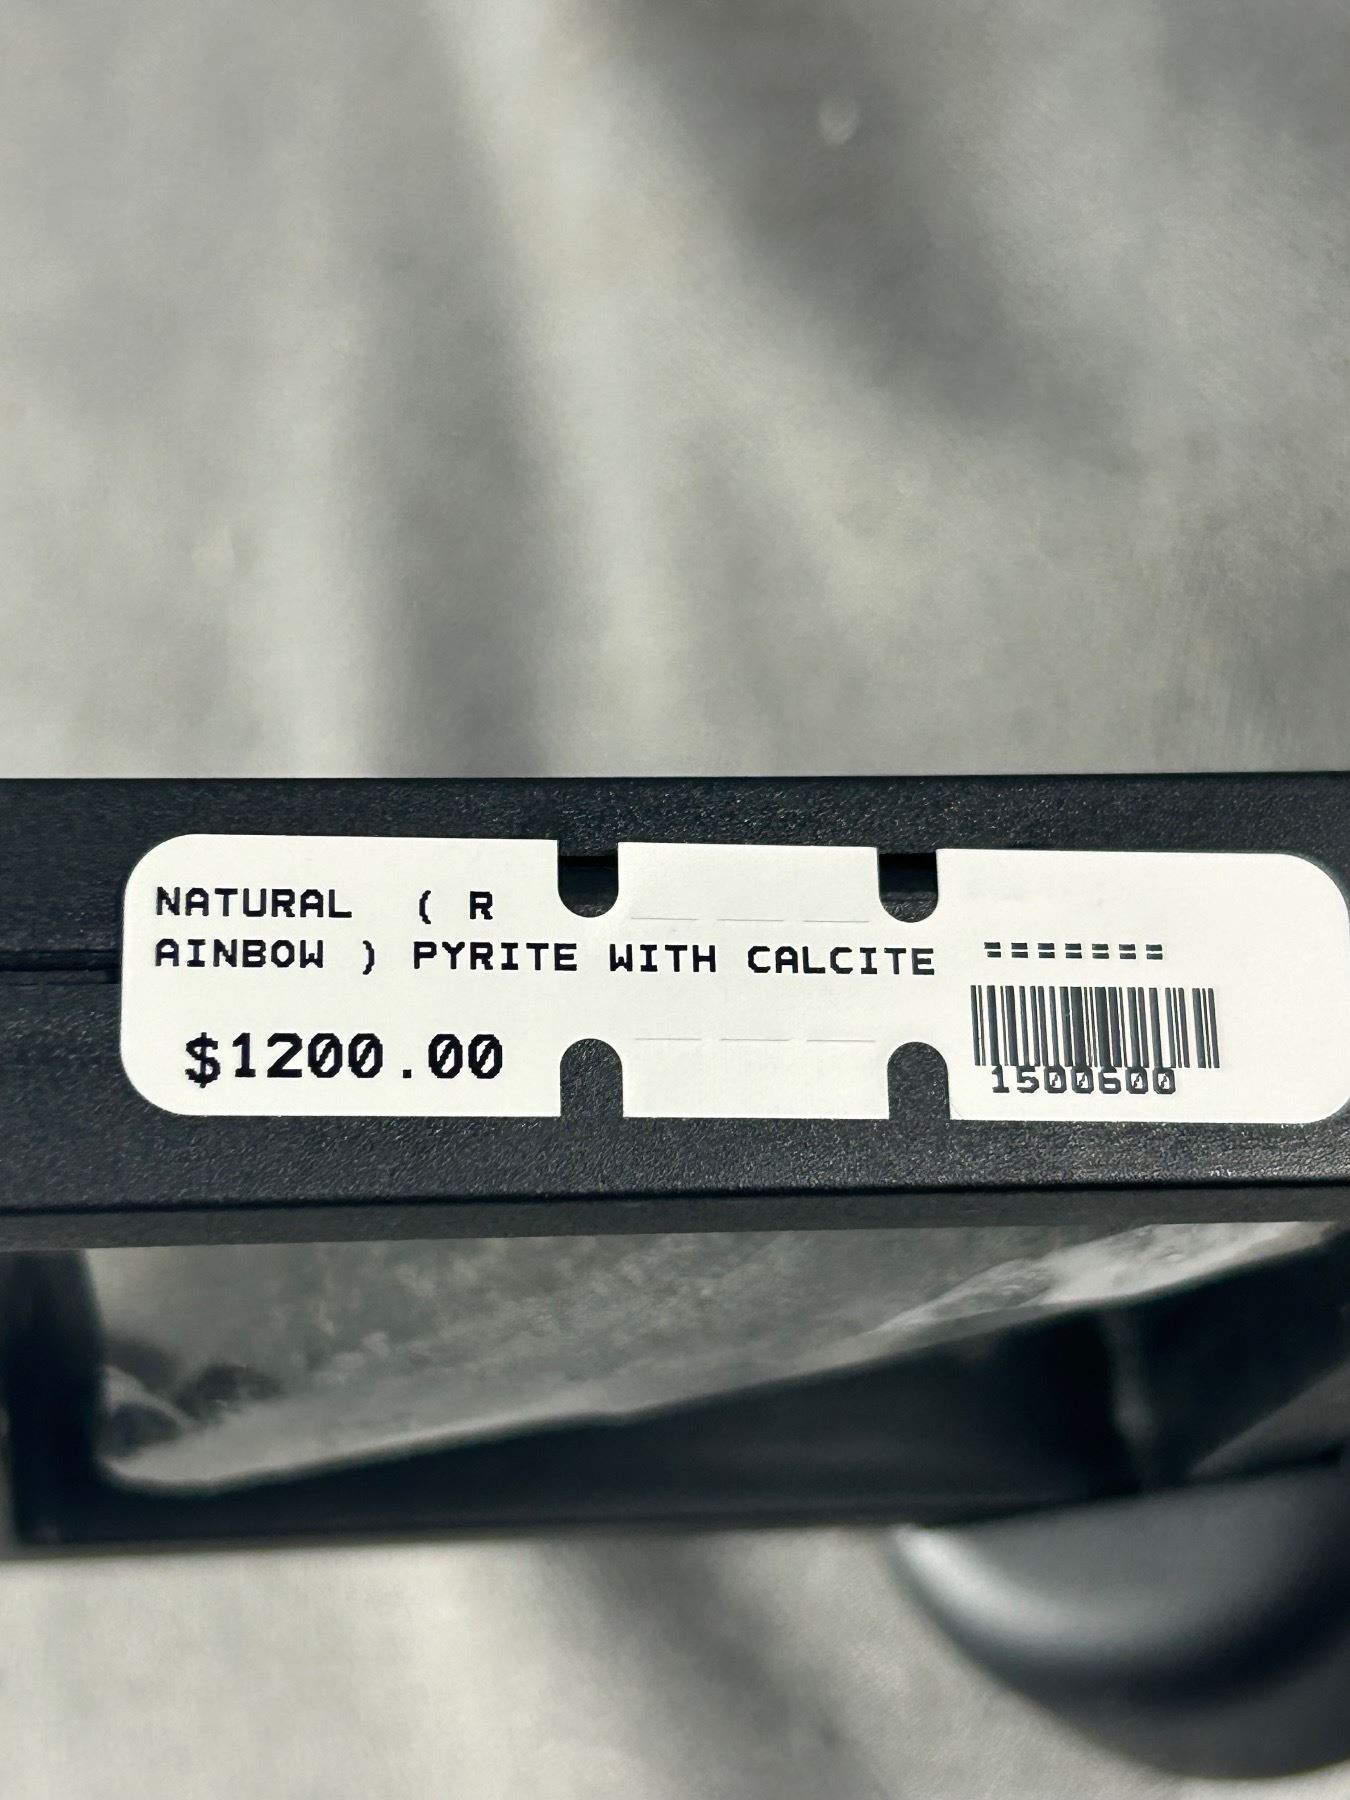 NATURAL ( R
AINBOW ) PYRITE WITH CALCITE
=======
$1200.00
1500600